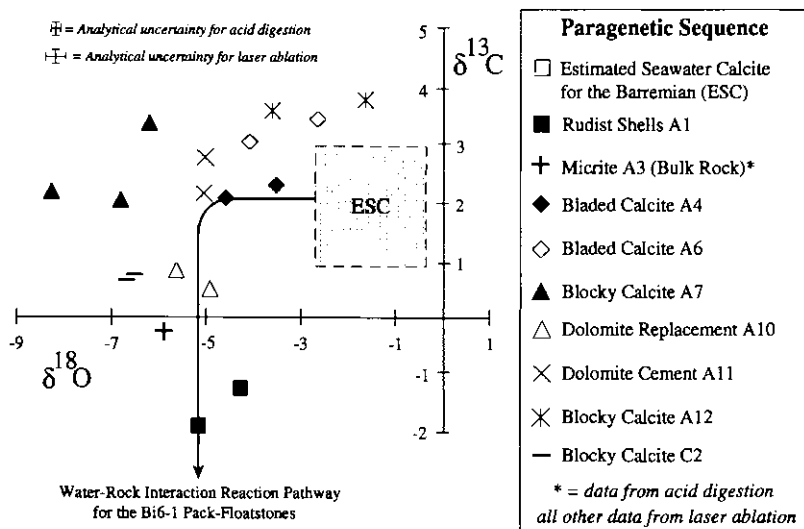 = Analytical uncertainty for acid digestion
= Analytical uncertainty for laser ablation
δ13C
5
4
3
2
1
-1
-2
ESC
-9
-7
-5
-3
-1
1
δ18O
Water-Rock Interaction Reaction Pathway
for the Bi6-1 Pack-Floatstones
Paragenetic Sequence
Estimated Seawater Calcite
for the Barremian (ESC)
Rudist Shells A1
Micrite A3 (Bulk Rock)*
Bladed Calcite A4
Bladed Calcite A6
Blocky Calcite A7
Dolomite Replacement A10
Dolomite Cement A11
Blocky Calcite A12
Blocky Calcite C2
* = data from acid digestion
all other data from laser ablation